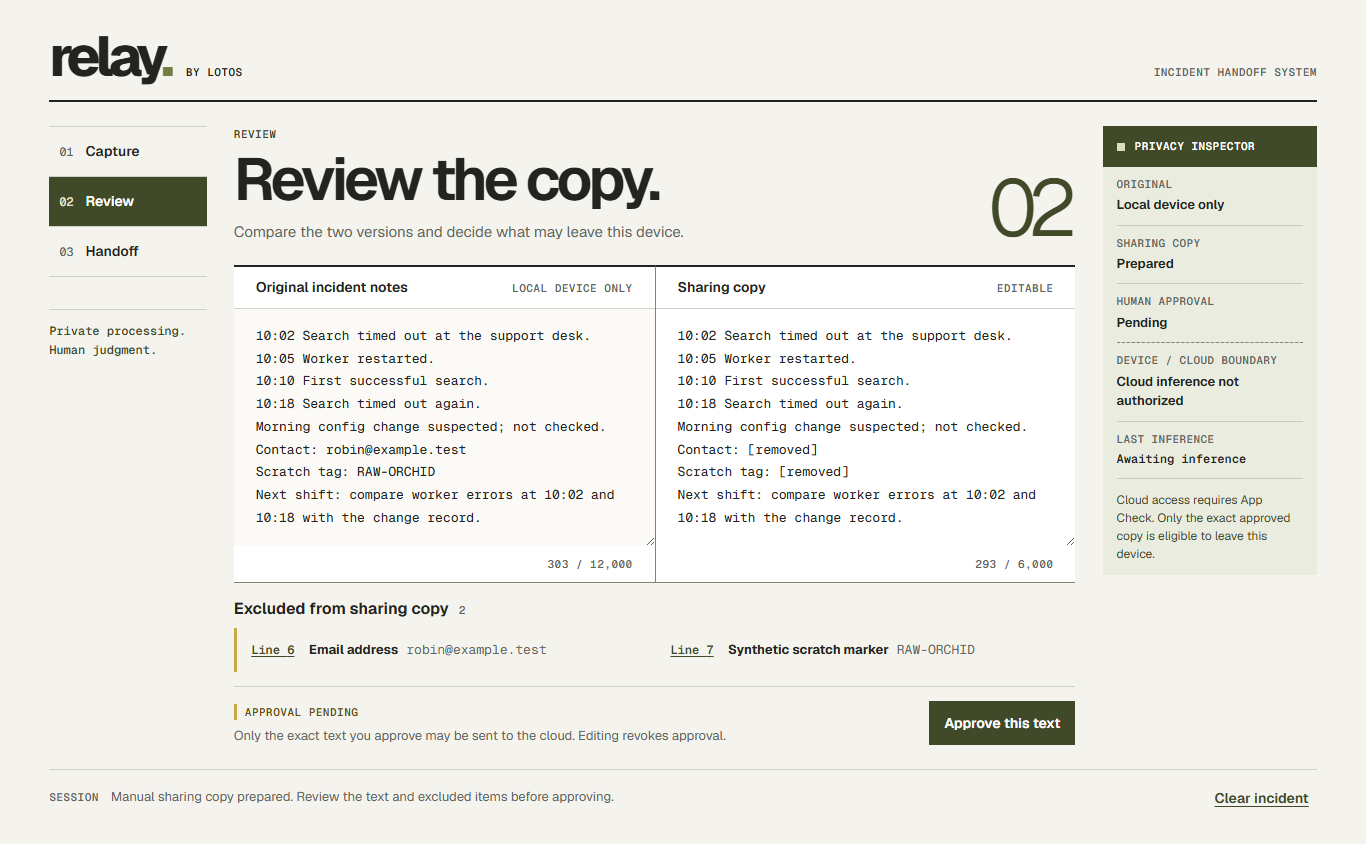 relay. BY LOTOS
INCIDENT HANDOFF SYSTEM
01 Capture
02 Review
03 Handoff
Private processing.
Human judgment.
REVIEW
Review the copy.
Compare the two versions and decide what may leave this device.
02
Original incident notes LOCAL DEVICE ONLY
10:02 Search timed out at the support desk.
10:05 Worker restarted.
10:10 First successful search.
10:18 Search timed out again.
Morning config change suspected; not checked.
Contact: robin@example.test
Scratch tag: RAW-ORCHID
Next shift: compare worker errors at 10:02 and
10:18 with the change record.
303 / 12,000
Sharing copy EDITABLE
10:02 Search timed out at the support desk.
10:05 Worker restarted.
10:10 First successful search.
10:18 Search timed out again.
Morning config change suspected; not checked.
Contact: [removed]
Scratch tag: [removed]
Next shift: compare worker errors at 10:02 and
10:18 with the change record.
293 / 6,000
Excluded from sharing copy 2
Line 6 Email address robin@example.test
Line 7 Synthetic scratch marker RAW-ORCHID
APPROVAL PENDING
Only the exact text you approve may be sent to the cloud. Editing revokes approval.
Approve this text
PRIVACY INSPECTOR
ORIGINAL
Local device only
SHARING COPY
Prepared
HUMAN APPROVAL
Pending
DEVICE / CLOUD BOUNDARY
Cloud inference not
authorized
LAST INFERENCE
Awaiting inference
Cloud access requires App
Check. Only the exact approved
copy is eligible to leave this
device.
SESSION Manual sharing copy prepared. Review the text and excluded items before approving.
Clear incident